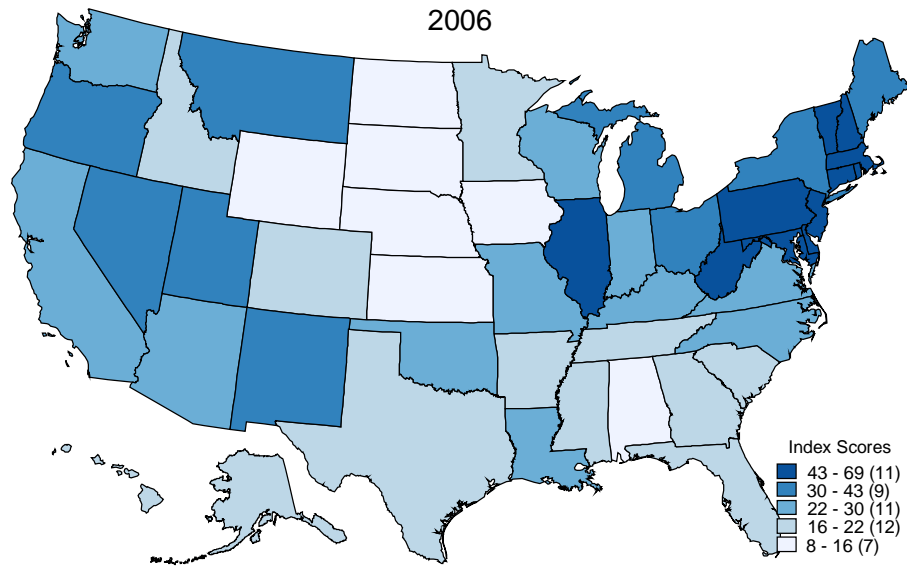 2006
Index Scores
43 - 69 (11)
30 - 43 (9)
22 - 30 (11)
16 - 22 (12)
8 - 16 (7)